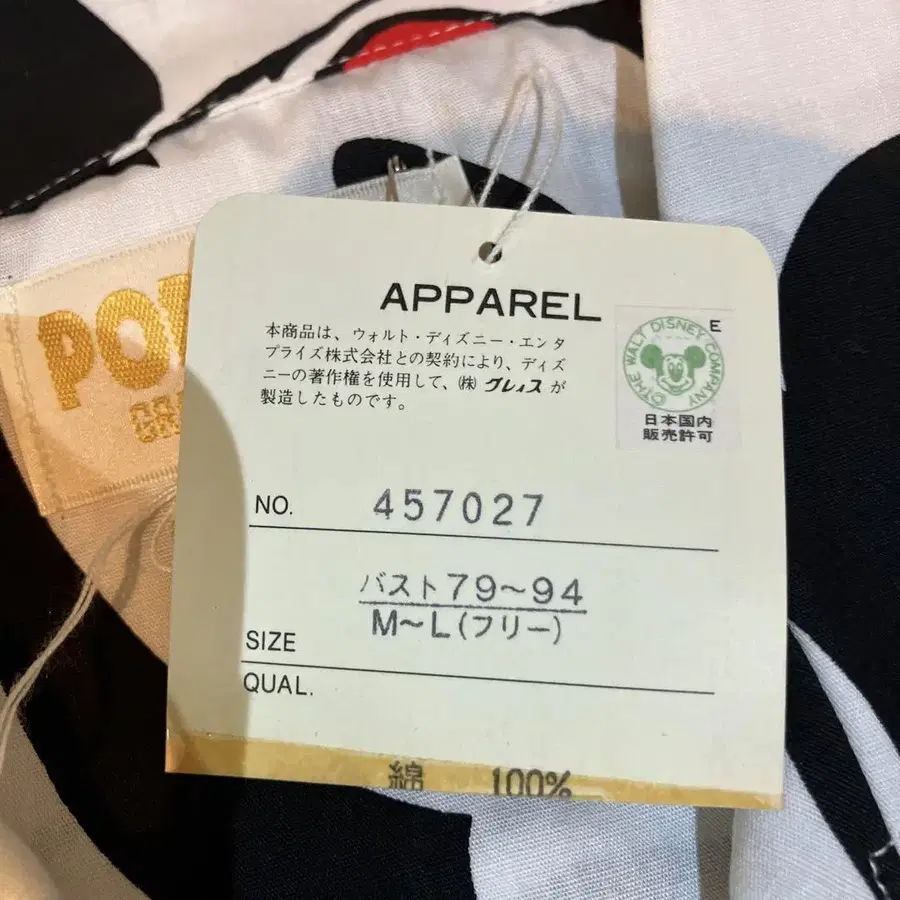 APPAREL
本商品は、ウォルト・ディズニー・エンタ
プライズ株式会社との契約により、ディズ
ニーの著作権を使用して、㈱グレイスが
製造したものです。
E
©THE WALT DISNEY COMPANY
日本国内
販売許可
NO. 457027
バスト79〜94
M〜L(フリー)
SIZE
QUAL.
綿 100%